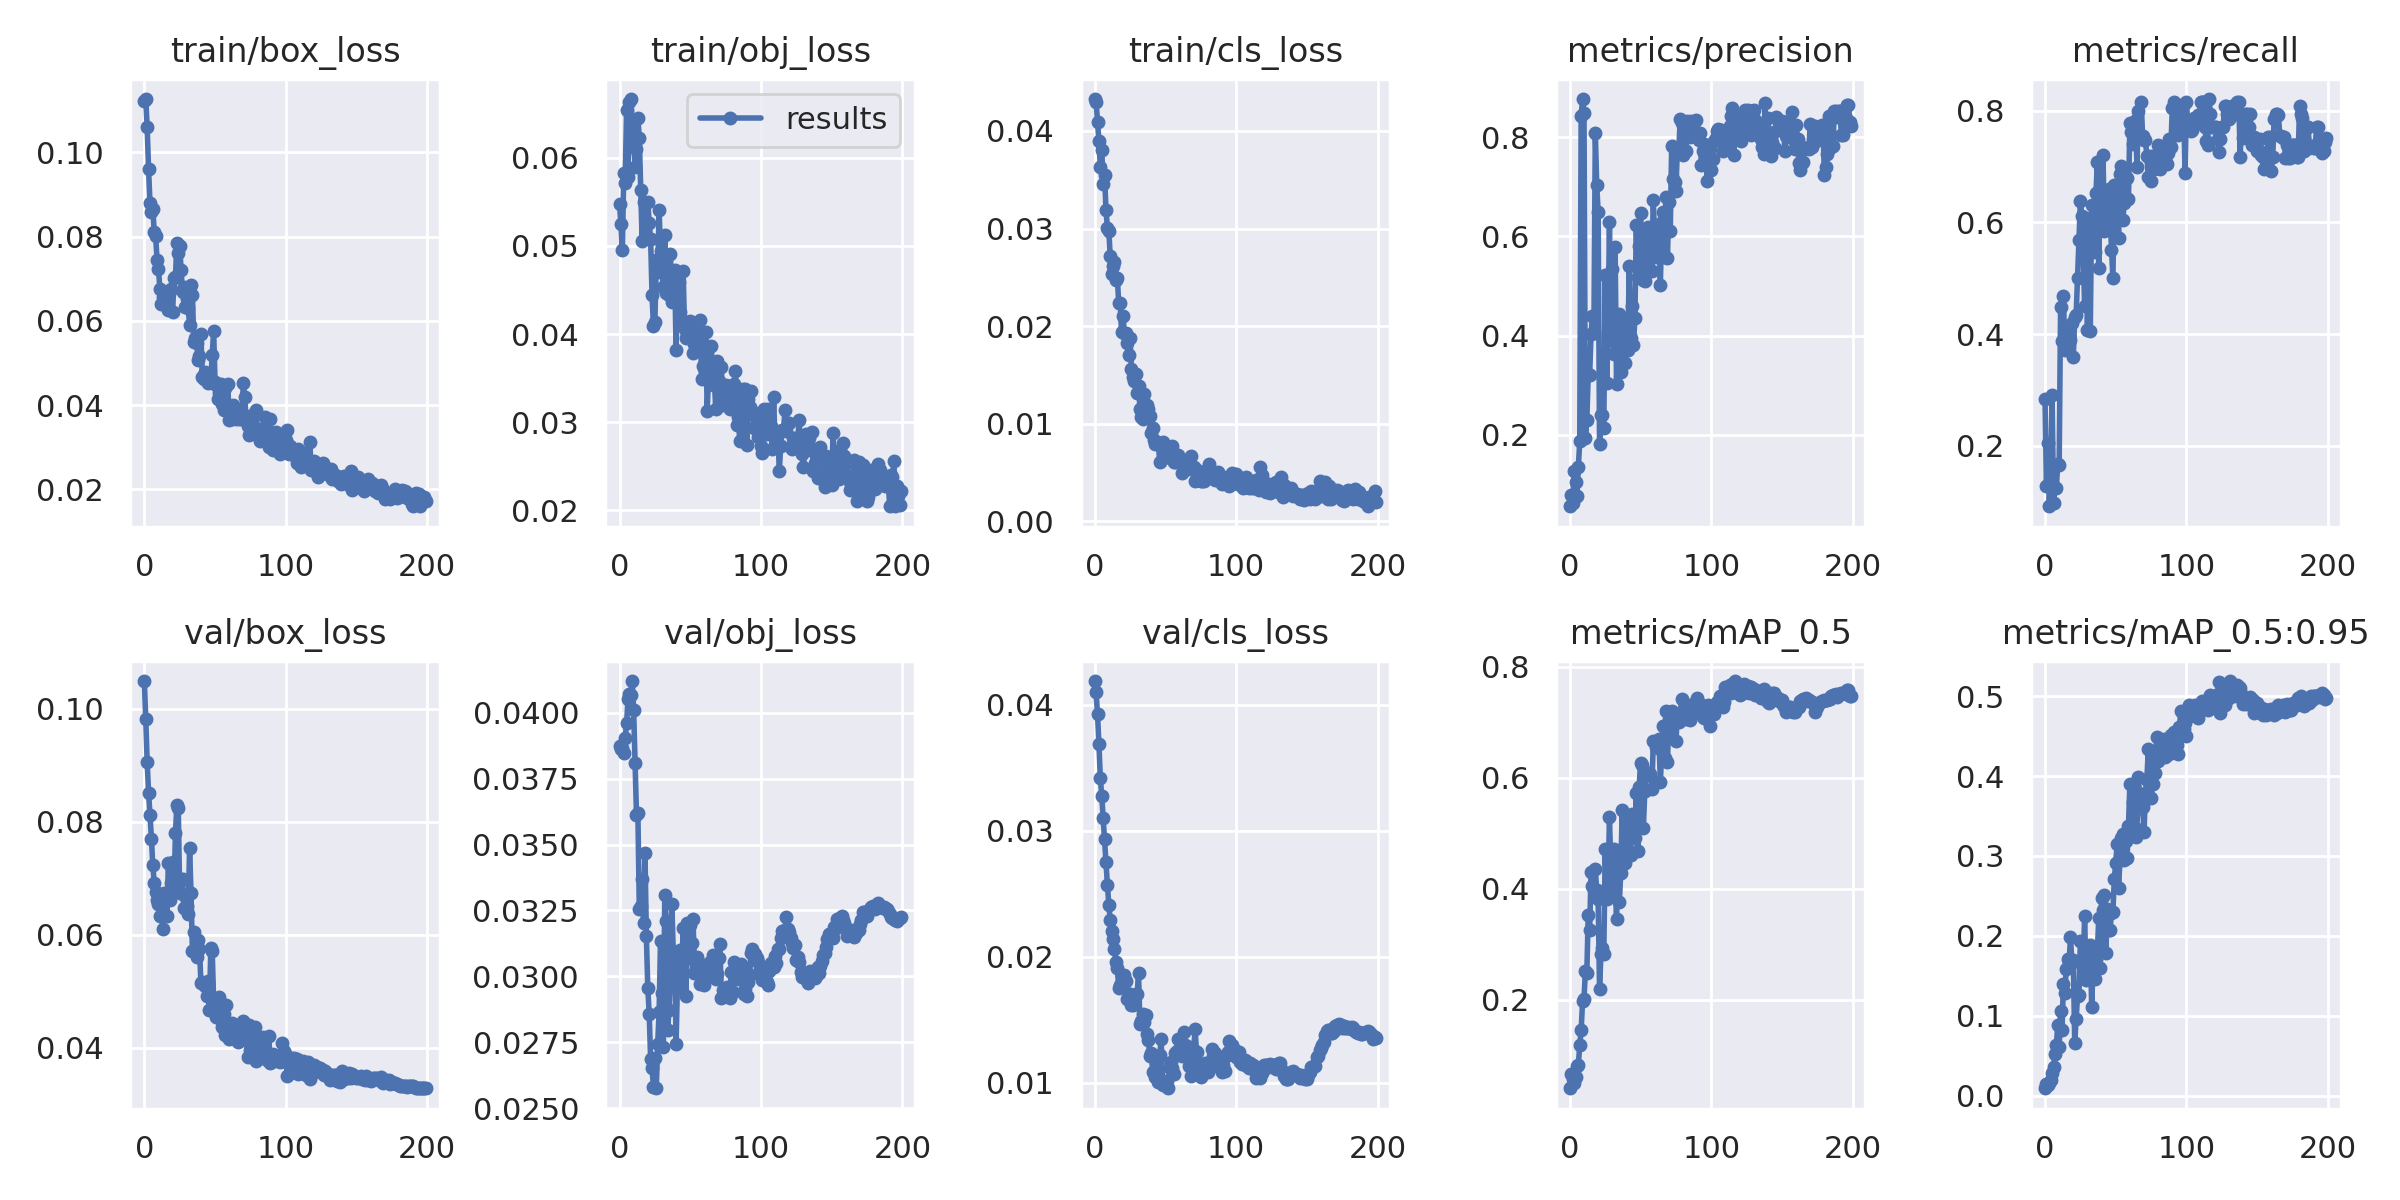 train/box_loss
train/obj_loss
train/cls_loss
metrics/precision
metrics/recall
results
0.10
0.08
0.06
0.04
0.02
0 100 200
0.06
0.05
0.04
0.03
0.02
0 100 200
0.04
0.03
0.02
0.01
0.00
0 100 200
0.8
0.6
0.4
0.2
0 100 200
0.8
0.6
0.4
0.2
0 100 200
val/box_loss
val/obj_loss
val/cls_loss
metrics/mAP_0.5
metrics/mAP_0.5:0.95
0.10
0.08
0.06
0.04
0 100 200
0.0400
0.0375
0.0350
0.0325
0.0300
0.0275
0.0250
0 100 200
0.04
0.03
0.02
0.01
0 100 200
0.8
0.6
0.4
0.2
0 100 200
0.5
0.4
0.3
0.2
0.1
0.0
0 100 200